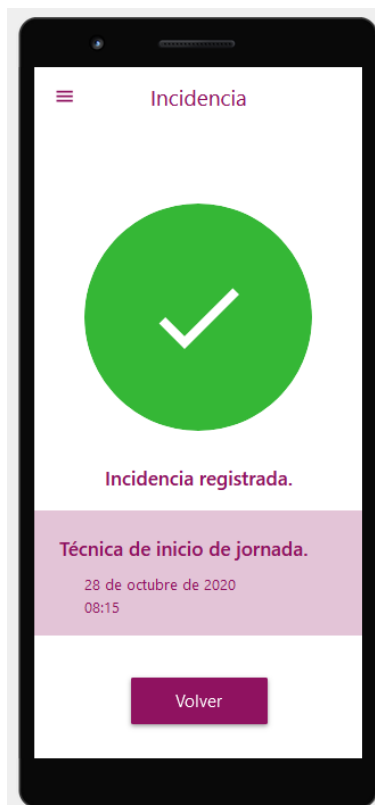 Incidencia
Incidencia registrada.
Técnica de inicio de jornada.
28 de octubre de 2020
08:15
Volver